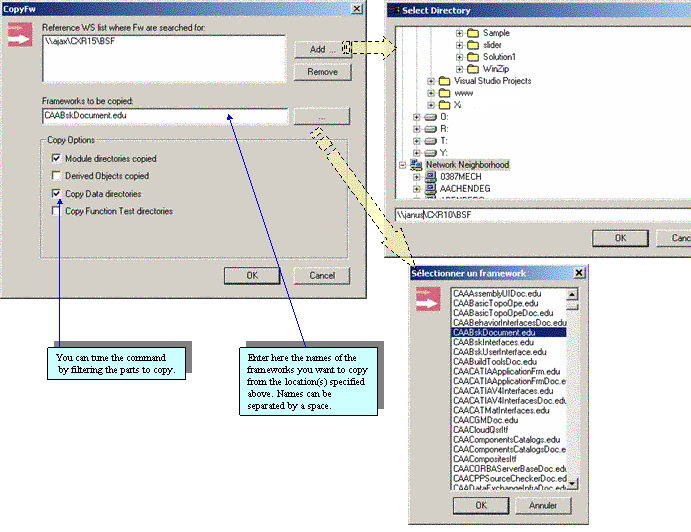 CopyFw
Reference WS list where Fw are searched for:
\\ajax\CXR15\BSF
Add ...
Remove
Frameworks to be copied:
CAABskDocument.edu
...
Copy Options
Module directories copied
Derived Objects copied
Copy Data directories
Copy Function Test directories
OK
Cancel
You can tune the command
by filtering the parts to copy.
Enter here the names of the
frameworks you want to copy
from the location(s) specified
above. Names can be
separated by a space.
Select Directory
Sample
slider
Solution1
WinZip
Visual Studio Projects
www
X\
O:
R:
T:
Y:
Network Neighborhood
0387MECH
AACHENDEG
\\janus\CXR10\BSF
OK
Canc
Sélectionner un framework
CAAAssemblyUIDoc.edu
CAABasicTopoOpe.edu
CAABasicTopoOpeDoc.edu
CAABehaviorInterfacesDoc.edu
CAABskDocument.edu
CAABskInterfaces.edu
CAABskUserInterface.edu
CAABuildToolsDoc.edu
CAACATIAApplicationFrm.edu
CAACATIAApplicationFrmDoc.e
CAACATIAV4Interfaces.edu
CAACATIAV4InterfacesDoc.edu
CAACATMatInterfaces.edu
CAACGMDoc.edu
CAACloudQsrItf
CAAComponentsCatalogs.edu
CAAComponentsCatalogsDoc.e
CAACompositesItf
CAACORBAServerBaseDoc.edu
CAACPPSourceCheckerDoc.edu
CAADataExchangeInfraDoc.edu
OK
Annuler